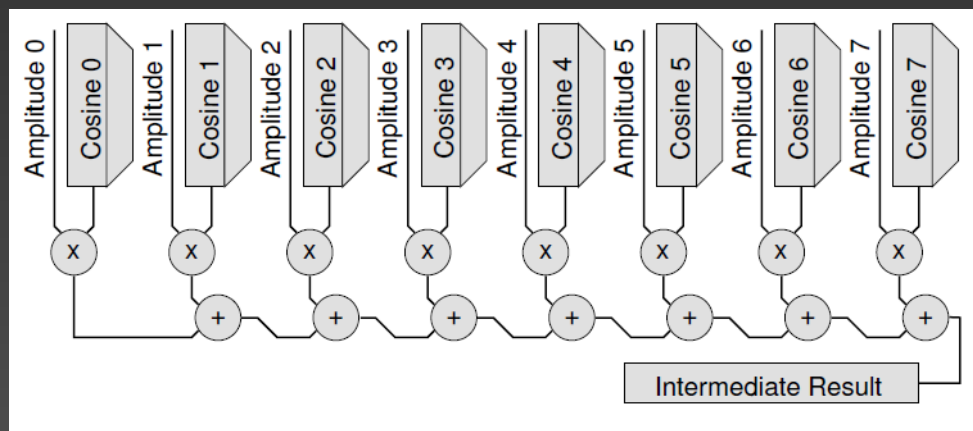 Amplitude 0
Cosine 0
Amplitude 1
Cosine 1
Amplitude 2
Cosine 2
Amplitude 3
Cosine 3
Amplitude 4
Cosine 4
Amplitude 5
Cosine 5
Amplitude 6
Cosine 6
Amplitude 7
Cosine 7
x x x x x x x x
+ + + + + + +
Intermediate Result